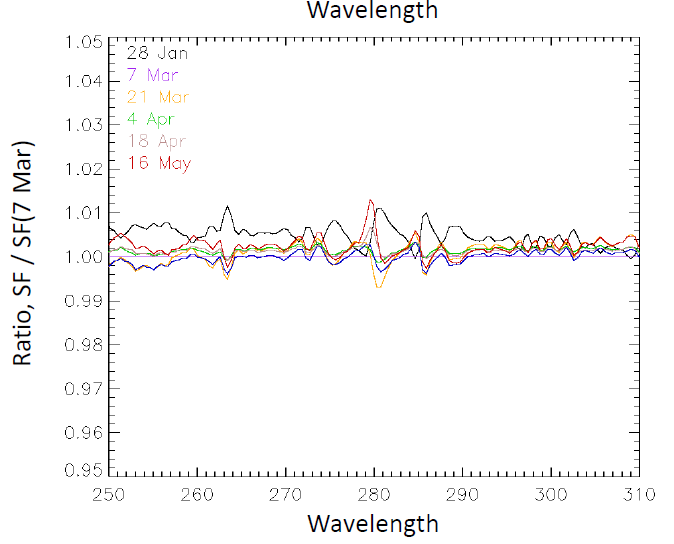 Wavelength
1.05
28 Jan
7 Mar
21 Mar
4 Apr
18 Apr
16 May
1.04
1.03
1.02
1.01
1.00
0.99
0.98
0.97
0.96
0.95
Ratio, SF / SF(7 Mar)
250 260 270 280 290 300 310
Wavelength